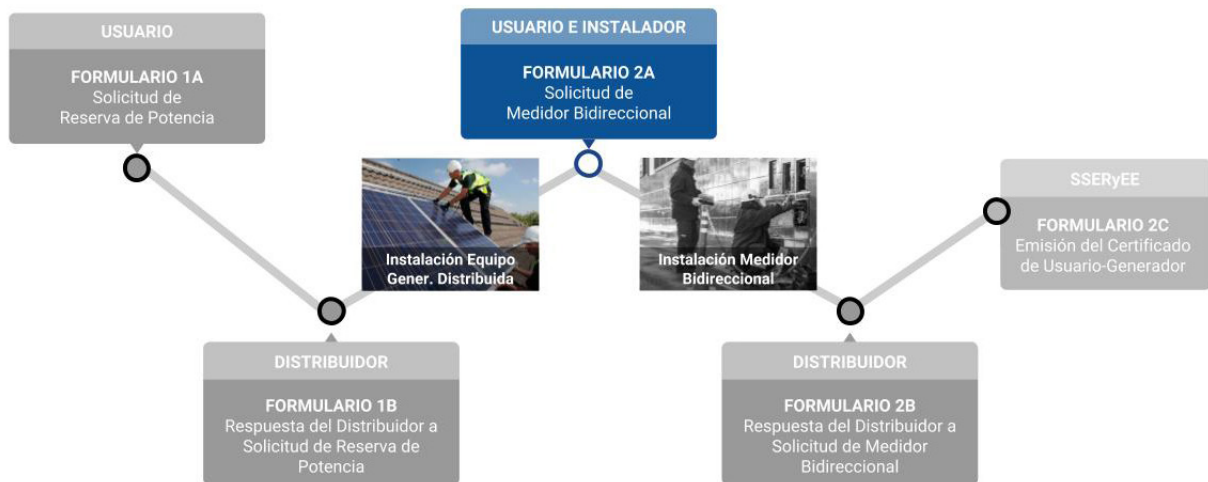 USUARIO
FORMULARIO 1A
Solicitud de
Reserva de Potencia
USUARIO E INSTALADOR
FORMULARIO 2A
Solicitud de
Medidor Bidireccional
Instalación Equipo
Gener. Distribuida
Instalación Medidor
Bidireccional
SSERyEE
FORMULARIO 2C
Emisión del Certificado
de Usuario-Generador
DISTRIBUIDOR
FORMULARIO 1B
Respuesta del Distribuidor a
Solicitud de Reserva de
Potencia
DISTRIBUIDOR
FORMULARIO 2B
Respuesta del Distribuidor a
Solicitud de Medidor
Bidireccional